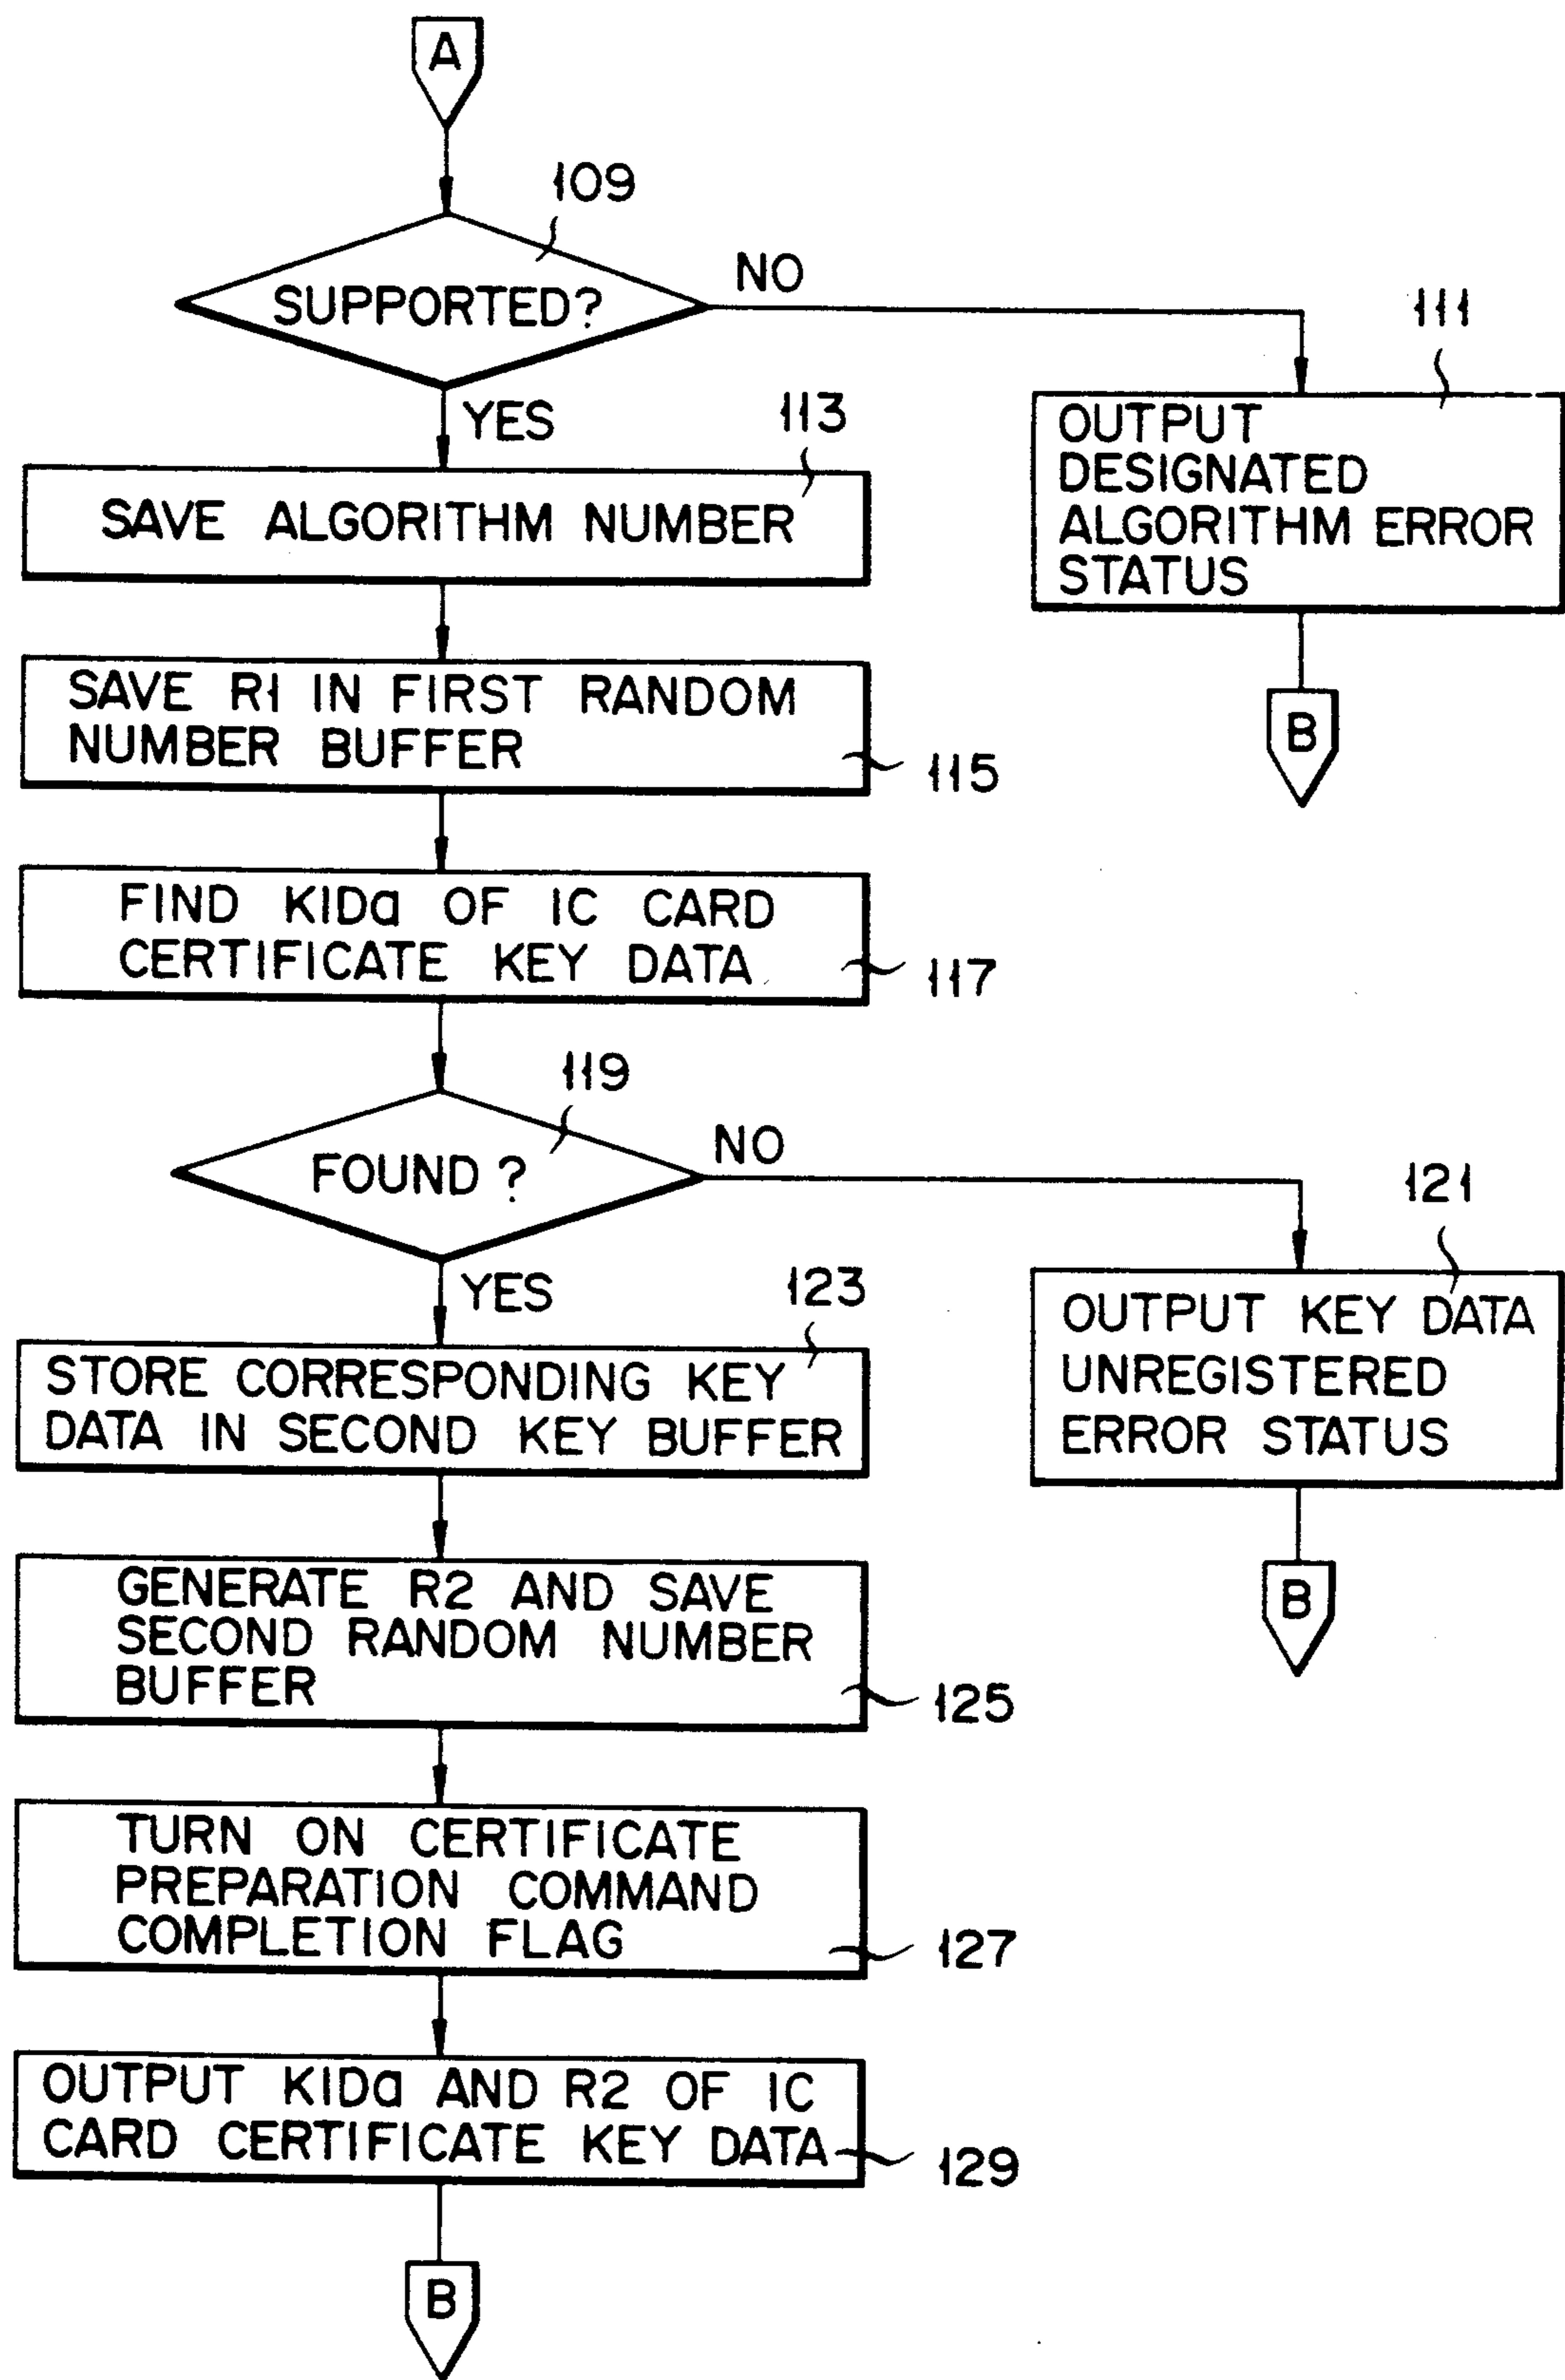 A
109
SUPPORTED?
NO
YES
111
OUTPUT
DESIGNATED
ALGORITHM ERROR
STATUS
B
113
SAVE ALGORITHM NUMBER
SAVE R1 IN FIRST RANDOM
NUMBER BUFFER
115
FIND KIDa OF IC CARD
CERTIFICATE KEY DATA
117
119
FOUND ?
NO
YES
121
OUTPUT KEY DATA
UNREGISTERED
ERROR STATUS
B
123
STORE CORRESPONDING KEY
DATA IN SECOND KEY BUFFER
GENERATE R2 AND SAVE
SECOND RANDOM NUMBER
BUFFER
125
TURN ON CERTIFICATE
PREPARATION COMMAND
COMPLETION FLAG
127
OUTPUT KIDa AND R2 OF IC
CARD CERTIFICATE KEY DATA
129
B